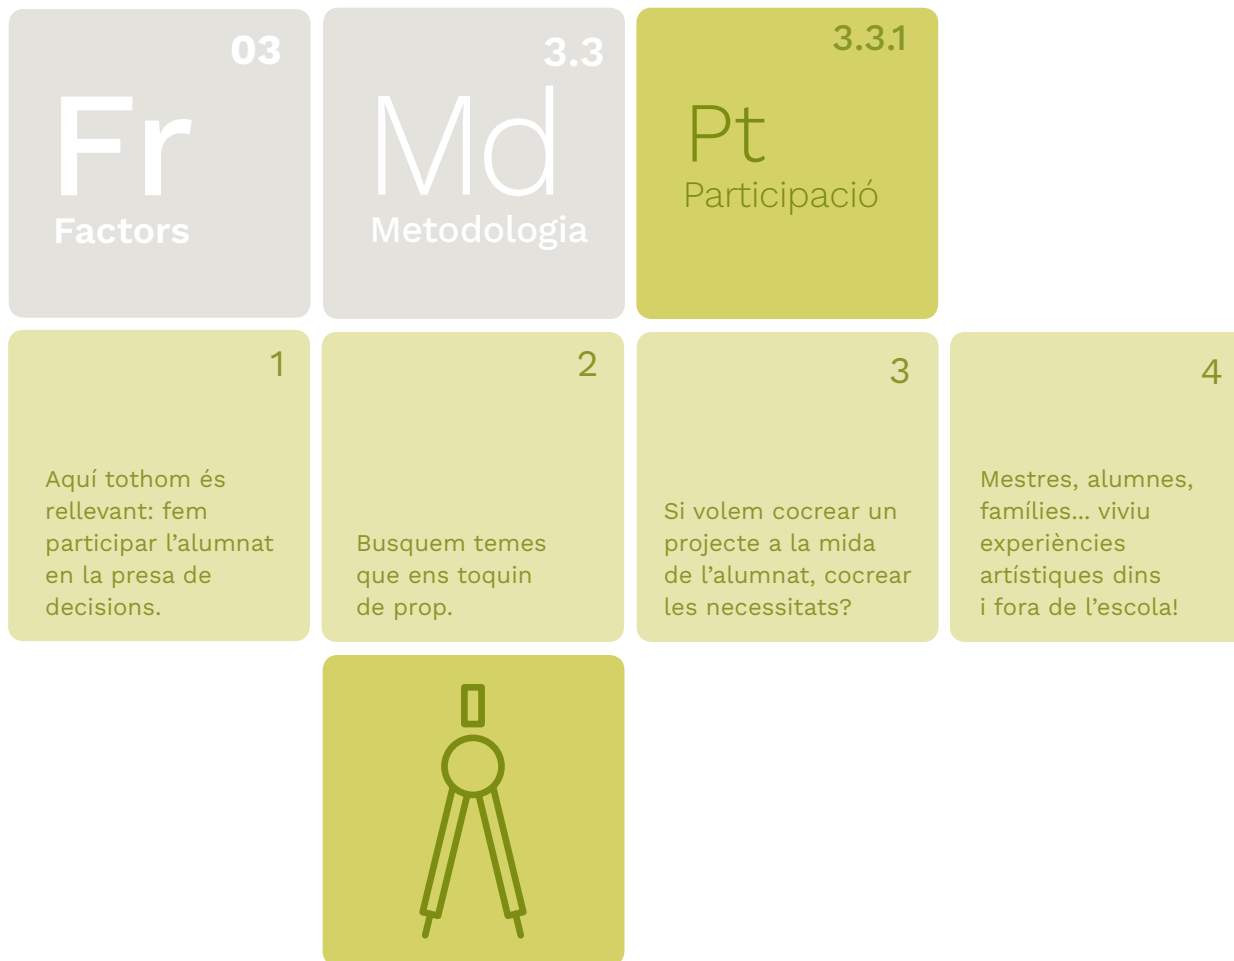 03
Fr
Factors
3.3
Md
Metodologia
3.3.1
Pt
Participació
1
Aquí tothom és
rellevant: fem
participar l’alumnat
en la presa de
decisions.
2
Busquem temes
que ens toquin
de prop.
3
Si volem cocrear un
projecte a la mida
de l’alumnat, cocrear
les necessitats?
4
Mestres, alumnes,
famílies... viviu
experiències
artístiques dins
i fora de l’escola!